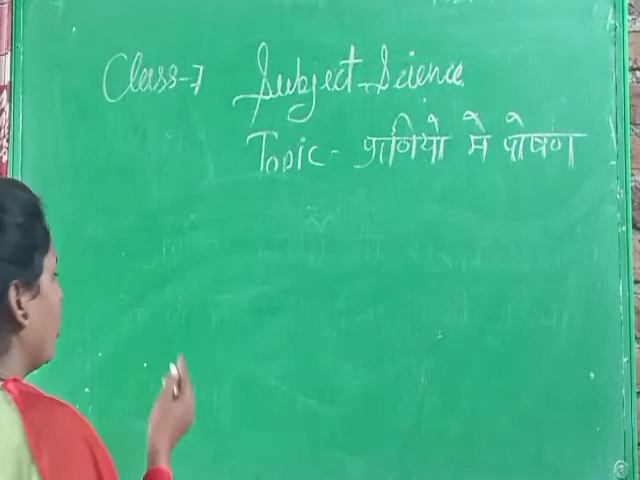 Class-7 Subject-Science
Topic- प्राणियो मे पोषण